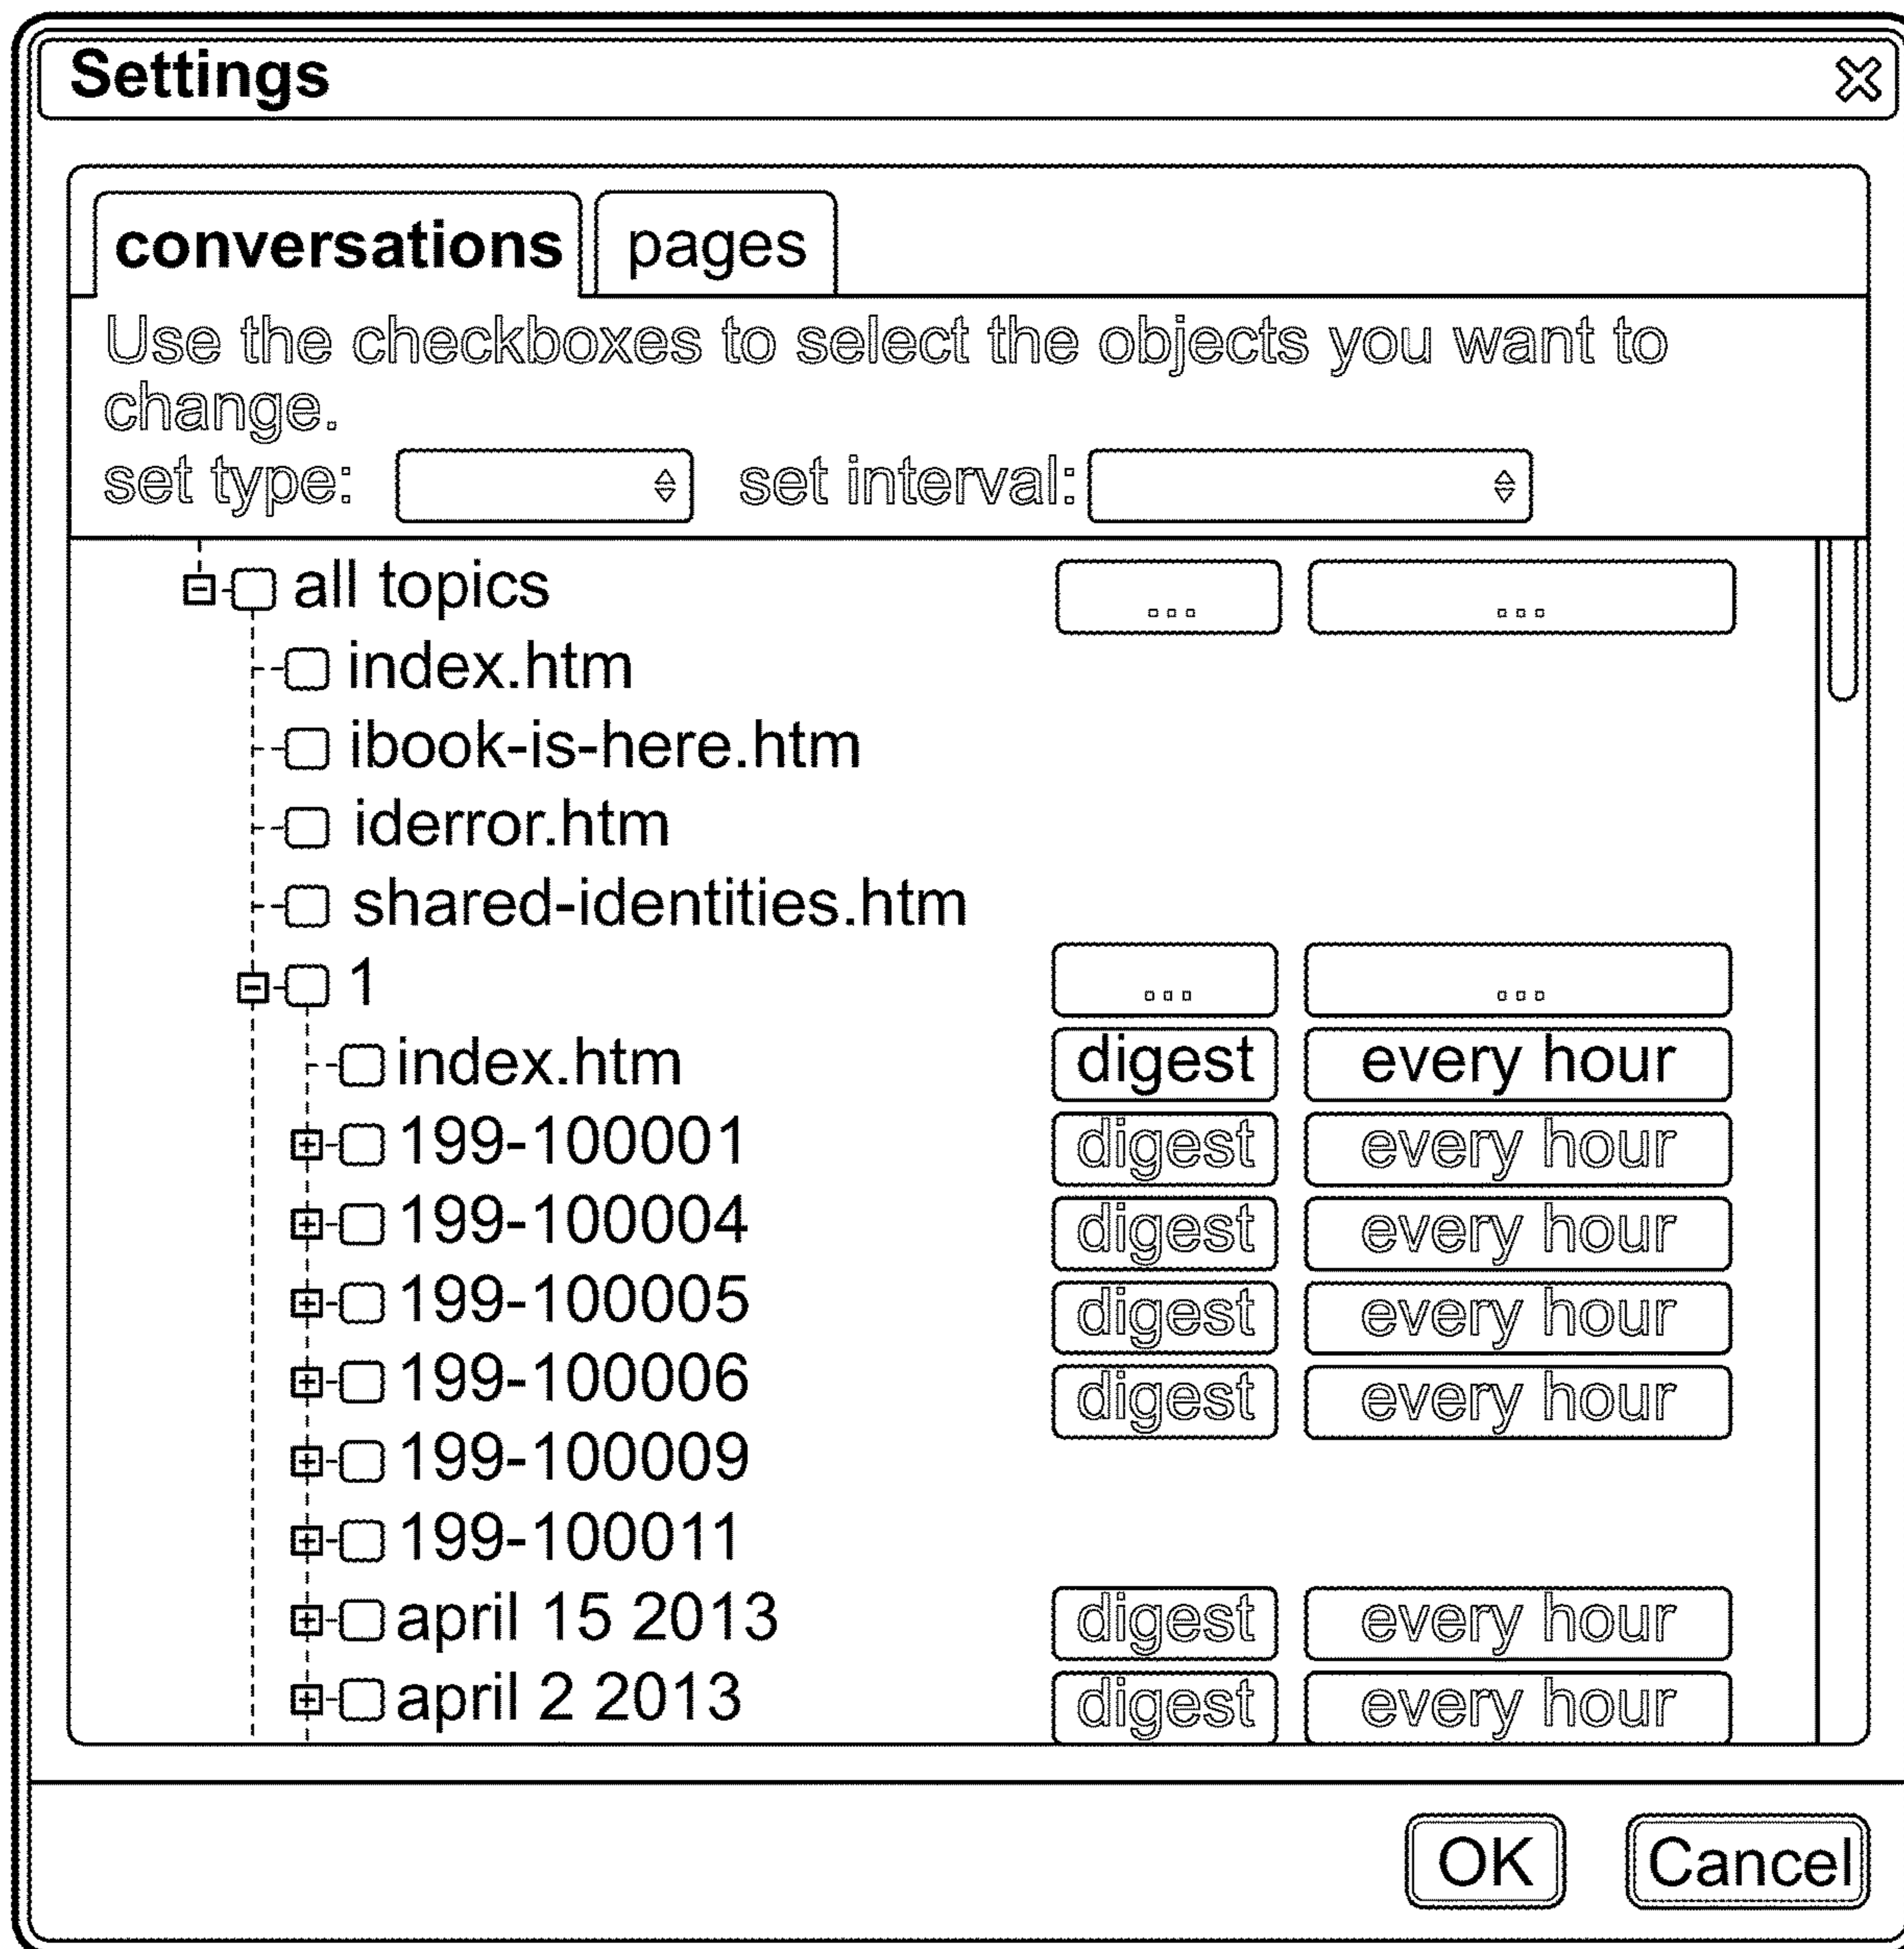 Settings
conversations pages
Use the checkboxes to select the objects you want to
change.
set type: set interval:
all topics ... ...
index.htm
ibook-is-here.htm
iderror.htm
shared-identities.htm
1 ... ...
index.htm digest every hour
199-100001 digest every hour
199-100004 digest every hour
199-100005 digest every hour
199-100006 digest every hour
199-100009
199-100011
april 15 2013 digest every hour
april 2 2013 digest every hour
OK Cancel